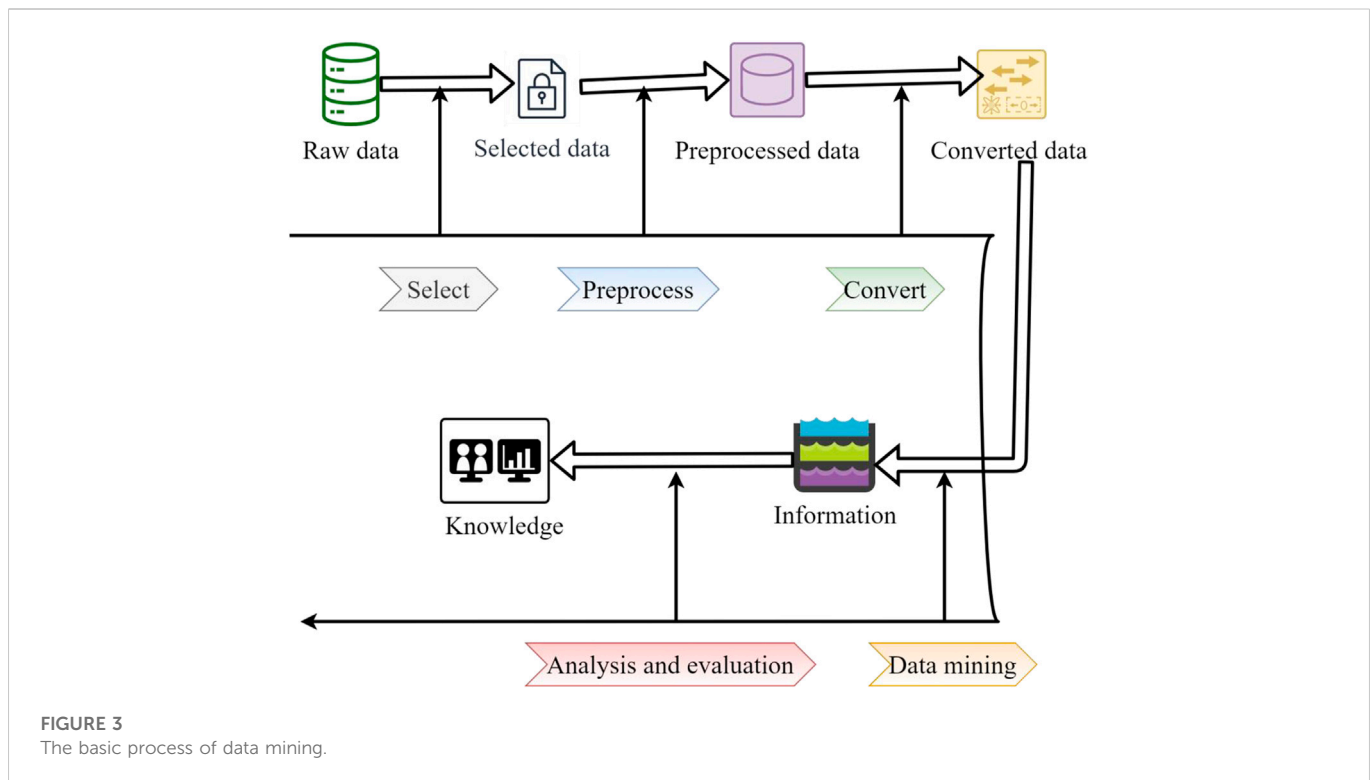 Raw data
Selected data
Preprocessed data
Converted data
Select
Preprocess
Convert
Knowledge
Information
Analysis and evaluation
Data mining
FIGURE 3
The basic process of data mining.